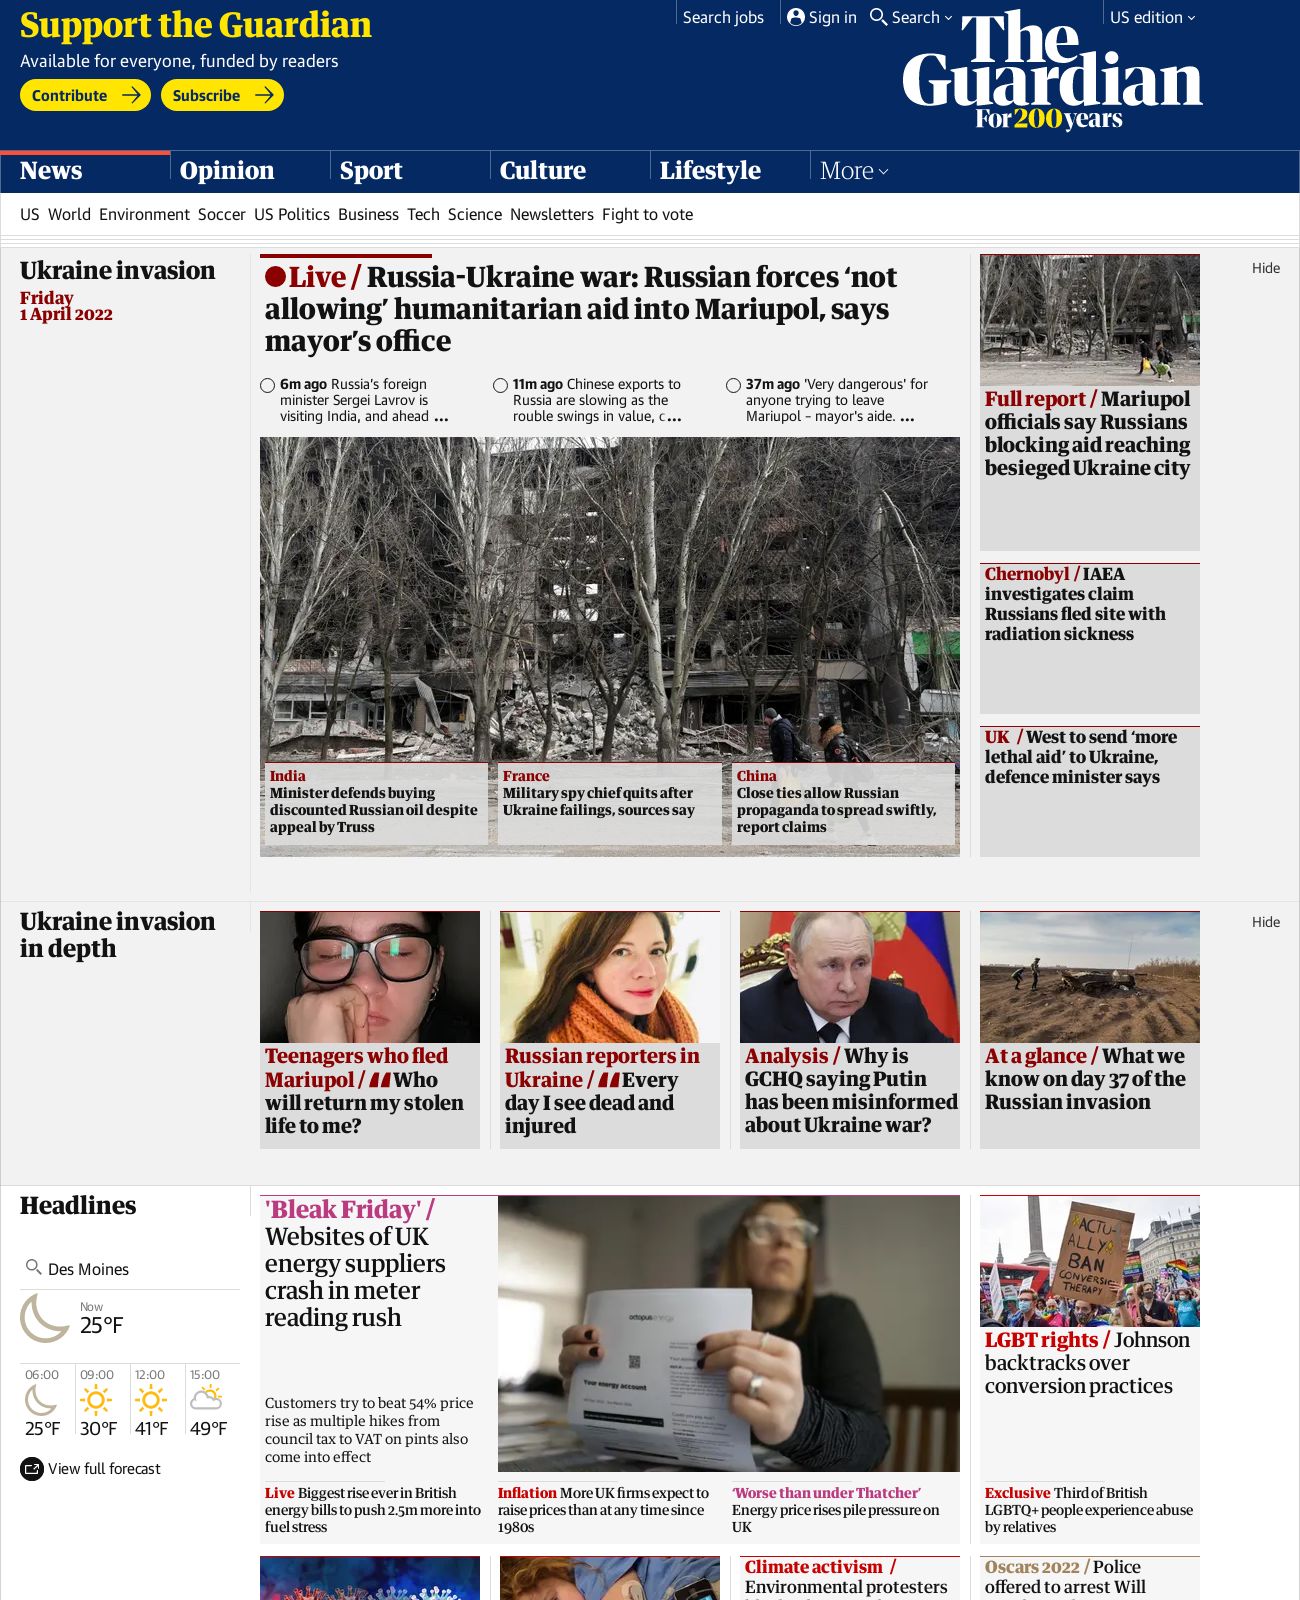 Support the Guardian
Available for everyone, funded by readers
Contribute
Subscribe
Search jobs
Sign in
Search
US edition
The
Guardian
For 200 years
News
Opinion
Sport
Culture
Lifestyle
More
US World Environment Soccer US Politics Business Tech Science Newsletters Fight to vote
Ukraine invasion
Friday
1 April 2022
Live / Russia-Ukraine war: Russian forces ‘not
allowing’ humanitarian aid into Mariupol, says
mayor’s office
6m ago Russia’s foreign
minister Sergei Lavrov is
visiting India, and ahead ...
11m ago Chinese exports to
Russia are slowing as the
rouble swings in value, c...
37m ago 'Very dangerous' for
anyone trying to leave
Mariupol – mayor's aide. ...
India
Minister defends buying
discounted Russian oil despite
appeal by Truss
France
Military spy chief quits after
Ukraine failings, sources say
China
Close ties allow Russian
propaganda to spread swiftly,
report claims
Full report / Mariupol
officials say Russians
blocking aid reaching
besieged Ukraine city
Chernobyl / IAEA
investigates claim
Russians fled site with
radiation sickness
UK / West to send ‘more
lethal aid’ to Ukraine,
defence minister says
Hide
Ukraine invasion
in depth
Teenagers who fled
Mariupol / “Who
will return my stolen
life to me?
Russian reporters in
Ukraine / “Every
day I see dead and
injured
Analysis / Why is
GCHQ saying Putin
has been misinformed
about Ukraine war?
At a glance / What we
know on day 37 of the
Russian invasion
Hide
Headlines
Des Moines
Now
25°F
06:00
25°F
09:00
30°F
12:00
41°F
15:00
49°F
View full forecast
'Bleak Friday' /
Websites of UK
energy suppliers
crash in meter
reading rush
Customers try to beat 54% price
rise as multiple hikes from
council tax to VAT on pints also
come into effect
octopus energy
Your energy account
Live Biggest rise ever in British
energy bills to push 2.5m more into
fuel stress
Inflation More UK firms expect to
raise prices than at any time since
1980s
‘Worse than under Thatcher’
Energy price rises pile pressure on
UK
ACTU-
ALLY
BAN
CONVERSION
THERAPY
LGBT rights / Johnson
backtracks over
conversion practices
Exclusive Third of British
LGBTQ+ people experience abuse
by relatives
Climate activism /
Environmental protesters
Oscars 2022 / Police
offered to arrest Will